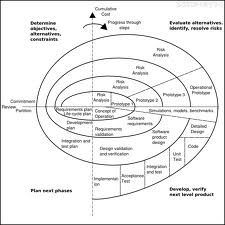 Cumulative
Cost
Progress through
steps
Determine
objectives,
alternatives,
constraints
Evaluate alternatives,
identify, resolve risks
Risk
Analysis
Risk
Analysis
Risk
Analysis
Risk
Analysis
Operational
Prototype
Prototype 3
Prototype 2
Prototype 1
Commitment
Review
Partition
Requirements plan
Life-cycle plan
Concept of
Operation
Simulations, models, benchmarks
Software
requirements
Software
product
design
Detailed
Design
Development
plan
Requirements
validation
Integration and
test plan
Design validation
and verification
Code
Unit
Test
Integration
and test
Acceptance
Test
Implementat
ion
Plan next phases
Develop, verify
next level product